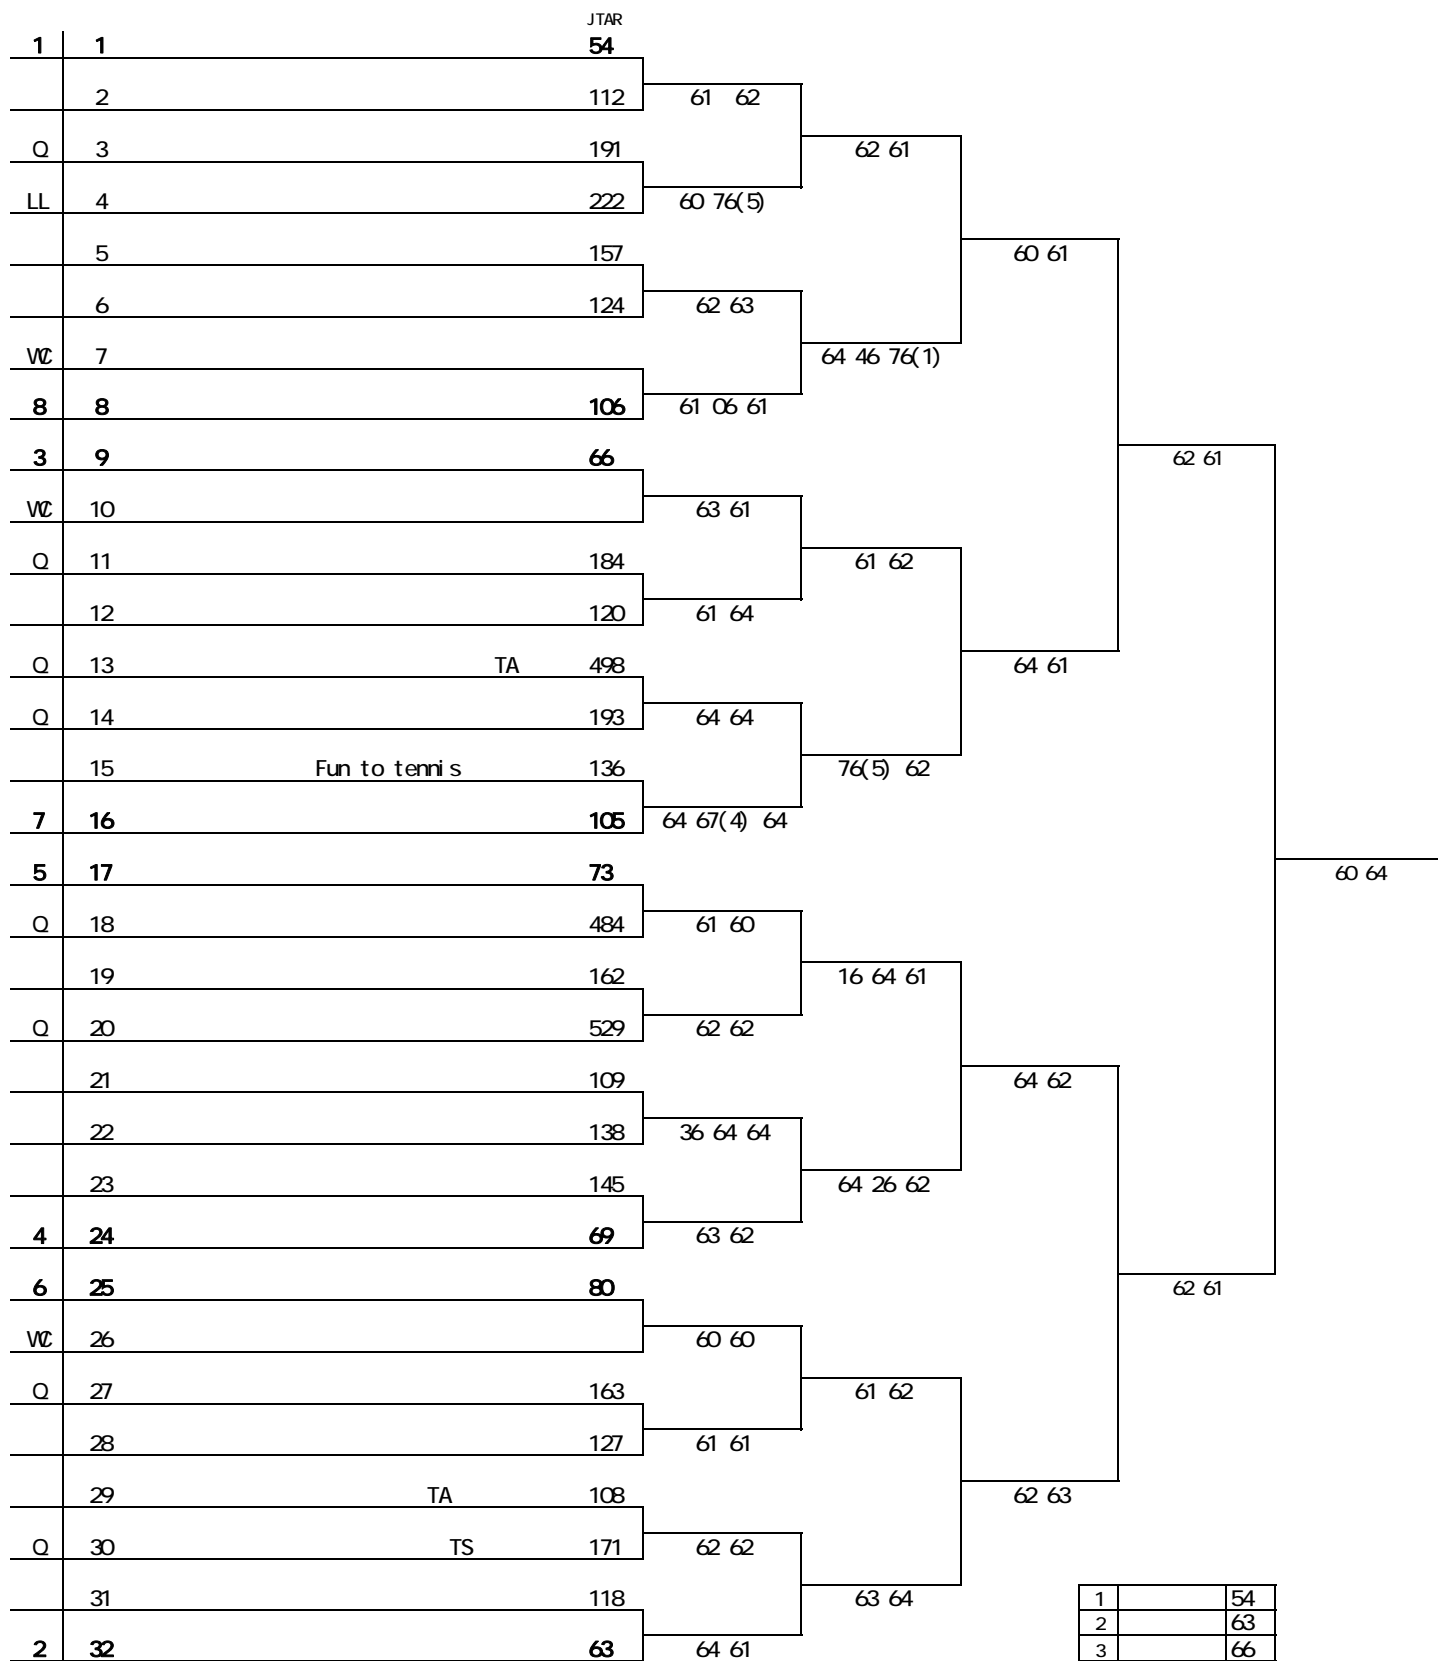 JTAR
1 1 54
2 112 61 62
Q 3 191 62 61
LL 4 222 60 76(5)
5 157 60 61
6 124 62 63
WC 7 64 46 76(1)
8 8 106 61 06 61
3 9 66 62 61
WC 10 63 61
Q 11 184 61 62
12 120 61 64
Q 13 TA 498 64 61
Q 14 193 64 64
15 Fun to tennis 136 76(5) 62
7 16 105 64 67(4) 64
5 17 73 60 64
Q 18 484 61 60
19 162 16 64 61
Q 20 529 62 62
21 109 64 62
22 138 36 64 64
23 145 64 26 62
4 24 69 63 62
6 25 80 62 61
WC 26 60 60
Q 27 163 61 62
28 127 61 61
29 TA 108 62 63
Q 30 TS 171 62 62
31 118 63 64 1 54
2 63
2 32 63 64 61 3 66